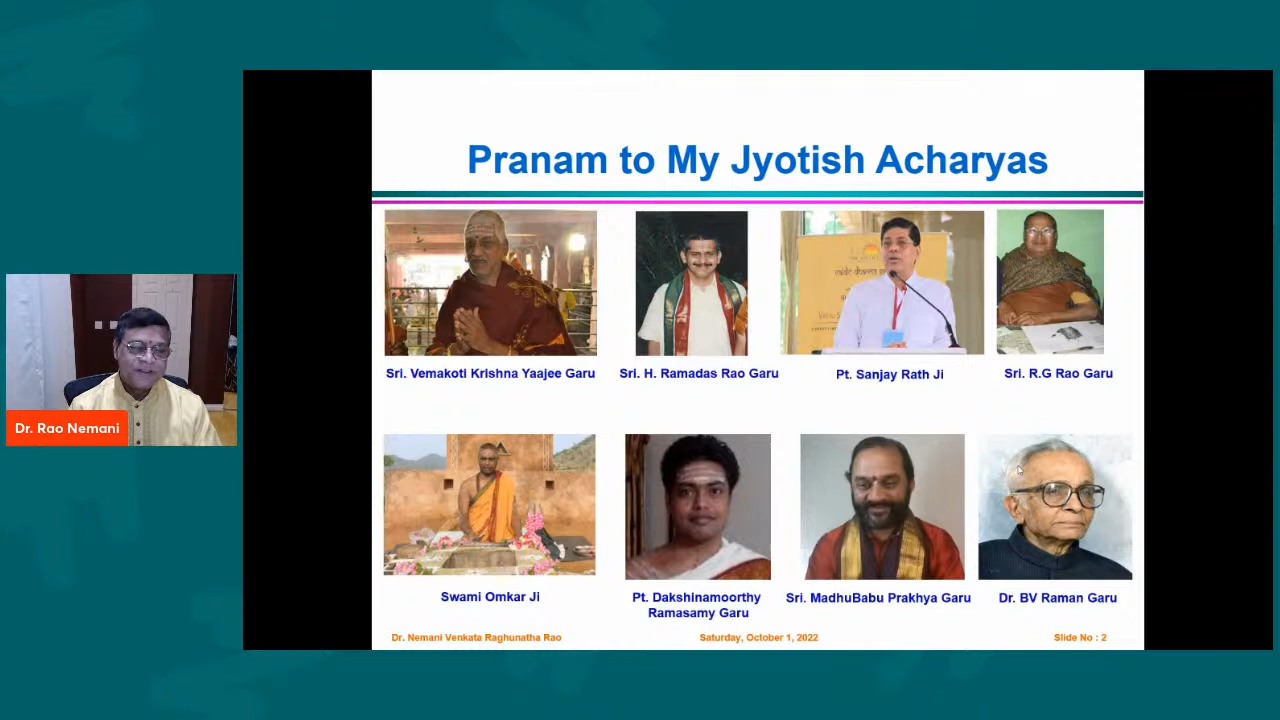 Pranam to My Jyotish Acharyas
Sri. Vemakoti Krishna Yaajee Garu
Sri. H. Ramadas Rao Garu
Pt. Sanjay Rath Ji
Sri. R.G Rao Garu
Dr. Rao Nemani
Swami Omkar Ji
Pt. Dakshinamoorthy
Ramasamy Garu
Sri. MadhuBabu Prakhya Garu
Dr. BV Raman Garu
Dr. Nemani Venkata Raghunatha Rao
Saturday, October 1, 2022
Slide No : 2